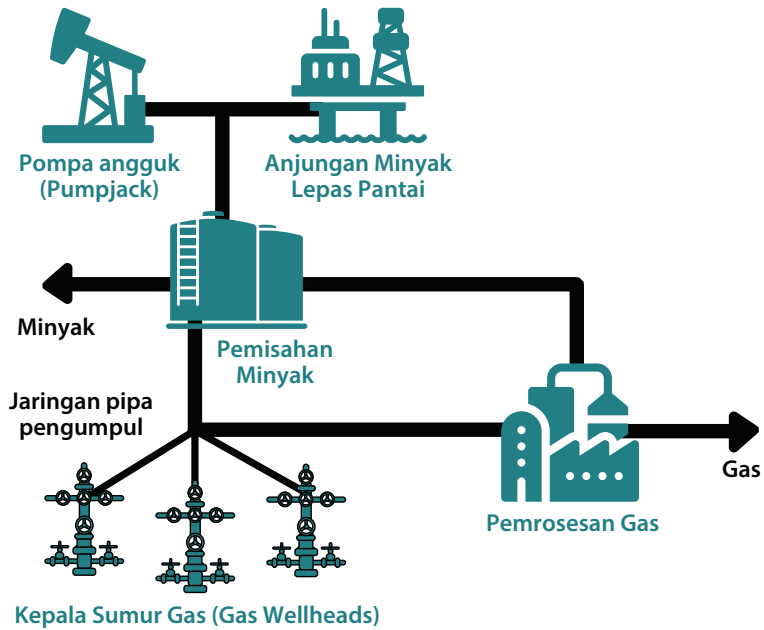 Pompa angguk
(Pumpjack)
Anjungan Minyak
Lepas Pantai
Minyak
Pemisahan
Minyak
Jaringan pipa
pengumpul
Gas
Pemrosesan Gas
Kepala Sumur Gas (Gas Wellheads)